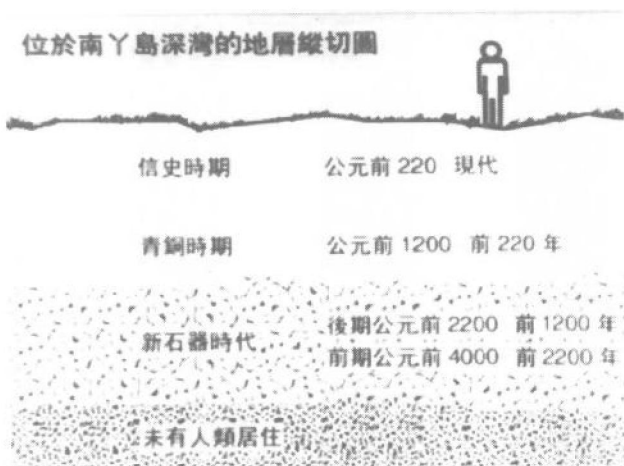 位於南丫島深灣的地層縱切圖
信史時期 公元前 220 現代
青銅時期 公元前 1200 前 220 年
新石器時代 後期公元前 2200 前 1200 年
前期公元前 4000 前 2200 年
未有人類居住